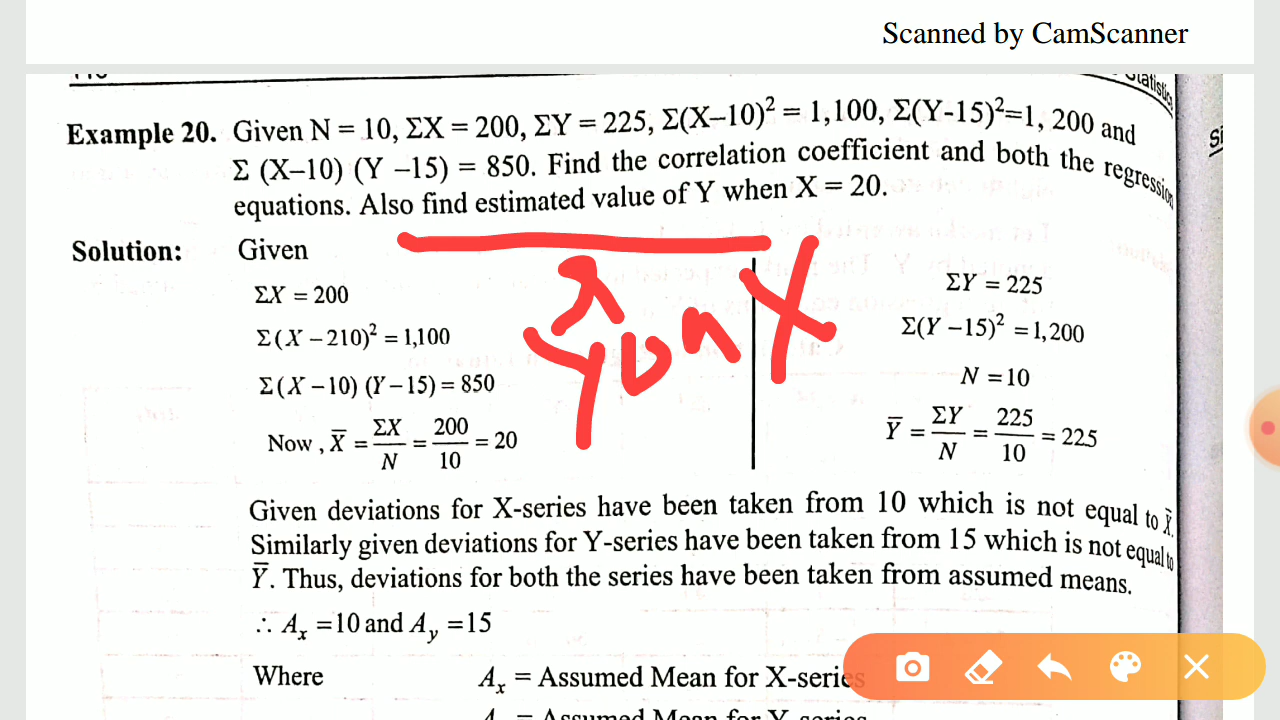 Scanned by CamScanner
Statistics
Si
Example 20. Given N = 10, ΣX = 200, ΣY = 225, Σ(X–10)² = 1,100, Σ(Y-15)²=1, 200 and
Σ (X–10) (Y –15) = 850. Find the correlation coefficient and both the regression
equations. Also find estimated value of Y when X = 20.
Solution: Given
ΣX = 200
Σ(X – 210)² = 1,100
Σ(X – 10) (Y – 15) = 850
Now , X̄ = ΣX/N = 200/10 = 20
Y on X
ΣY = 225
Σ(Y – 15)² = 1,200
N = 10
Ȳ = ΣY/N = 225/10 = 225
Given deviations for X-series have been taken from 10 which is not equal to X̄.
Similarly given deviations for Y-series have been taken from 15 which is not equal to
Ȳ. Thus, deviations for both the series have been taken from assumed means.
∴ Aₓ = 10 and Aᵧ = 15
Where Aₓ = Assumed Mean for X-series
A = Assumed Mean for Y series